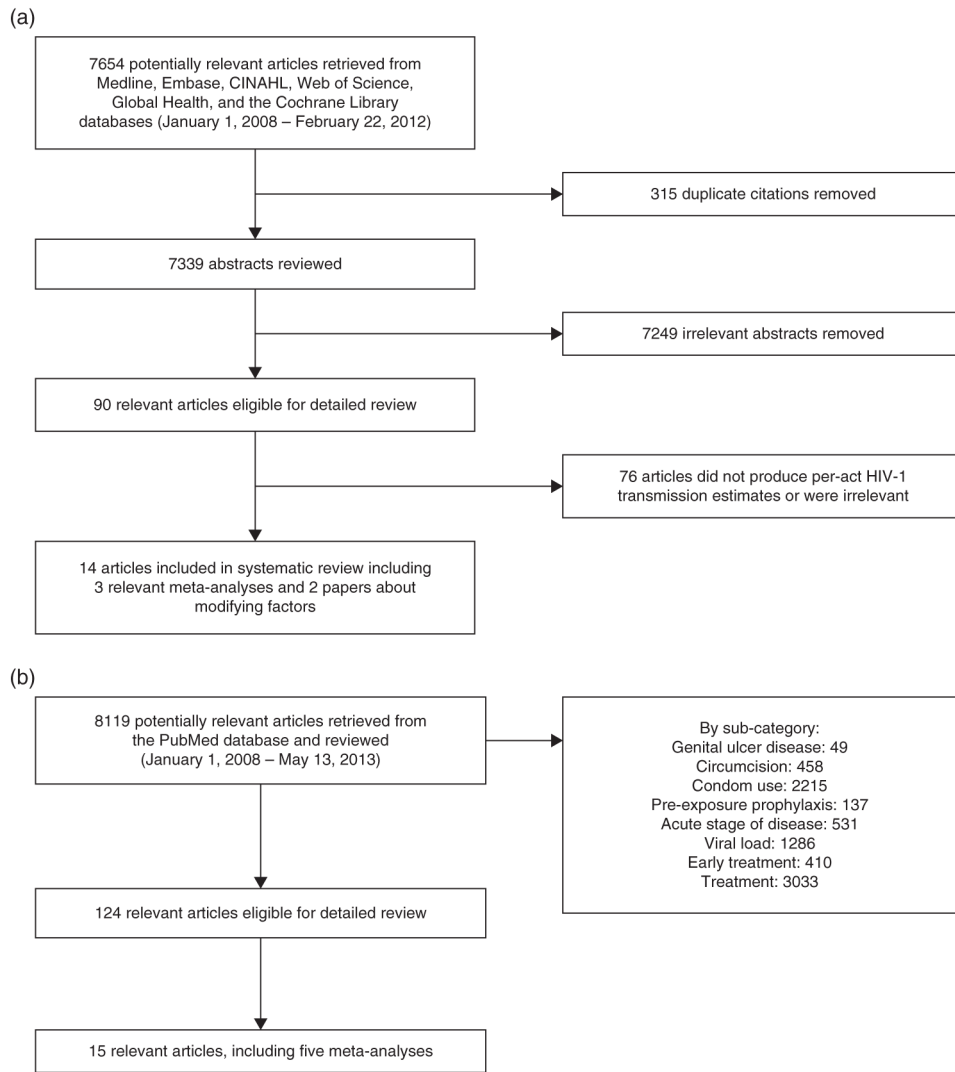 (a)
7654 potentially relevant articles retrieved from
Medline, Embase, CINAHL, Web of Science,
Global Health, and the Cochrane Library
databases (January 1, 2008 – February 22, 2012)
315 duplicate citations removed
7339 abstracts reviewed
7249 irrelevant abstracts removed
90 relevant articles eligible for detailed review
76 articles did not produce per-act HIV-1
transmission estimates or were irrelevant
14 articles included in systematic review including
3 relevant meta-analyses and 2 papers about
modifying factors
(b)
8119 potentially relevant articles retrieved from
the PubMed database and reviewed
(January 1, 2008 – May 13, 2013)
By sub-category:
Genital ulcer disease: 49
Circumcision: 458
Condom use: 2215
Pre-exposure prophylaxis: 137
Acute stage of disease: 531
Viral load: 1286
Early treatment: 410
Treatment: 3033
124 relevant articles eligible for detailed review
15 relevant articles, including five meta-analyses